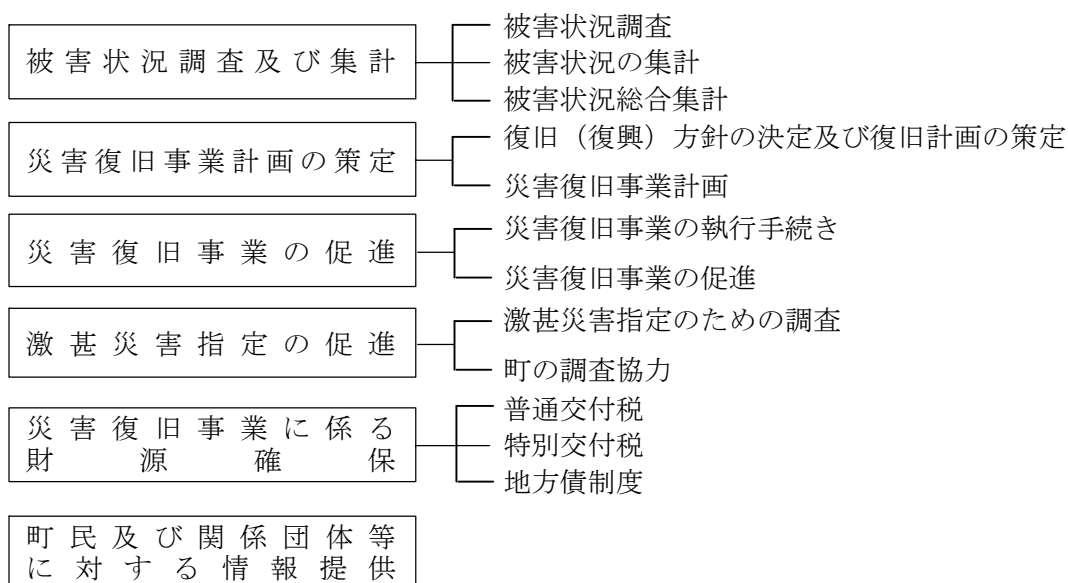 被害状況調査及び集計
被害状況調査
被害状況の集計
被害状況総合集計
災害復旧事業計画の策定
復旧（復興）方針の決定及び復旧計画の策定
災害復旧事業計画
災害復旧事業の促進
災害復旧事業の執行手続き
災害復旧事業の促進
激甚災害指定の促進
激甚災害指定のための調査
町の調査協力
災害復旧事業に係る
財源確保
普通交付税
特別交付税
地方債制度
町民及び関係団体等
に対する情報提供